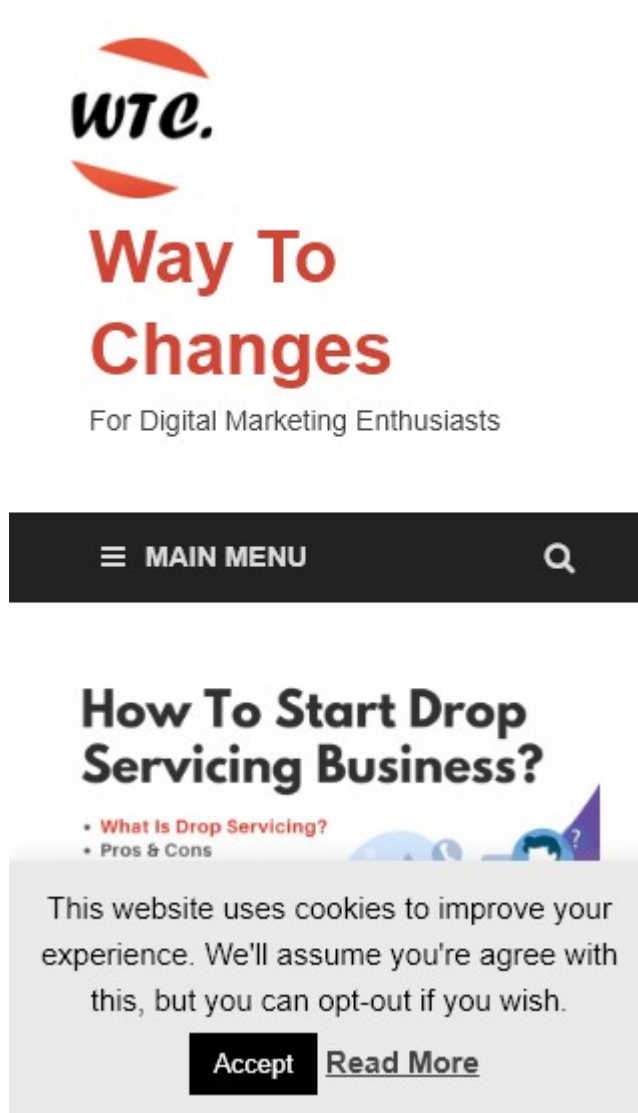 WTC.
Way To
Changes
For Digital Marketing Enthusiasts
MAIN MENU
How To Start Drop
Servicing Business?
• What Is Drop Servicing?
• Pros & Cons
?
This website uses cookies to improve your
experience. We'll assume you're agree with
this, but you can opt-out if you wish.
Accept Read More